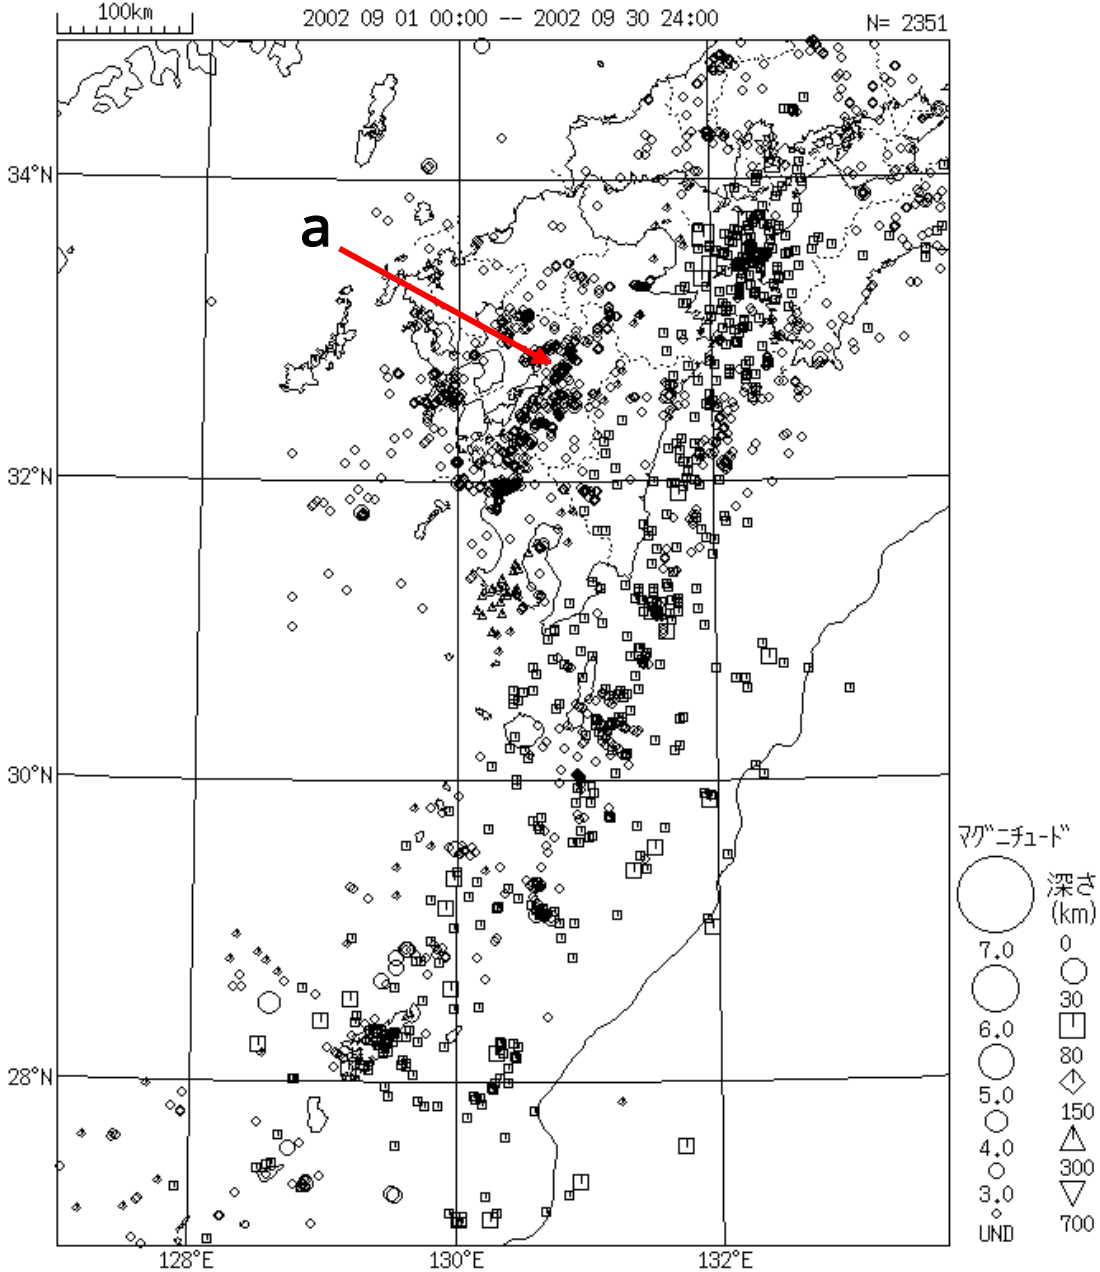 100km 2002 09 01 00:00 -- 2002 09 30 24:00 N= 2351
34°N
a
32°N
30°N
28°N
128°E 130°E 132°E
ﾏｸﾞﾆﾁｭｰﾄﾞ
7.0
6.0
5.0
4.0
3.0
UND
深さ
(km)
0
30
80
150
300
700